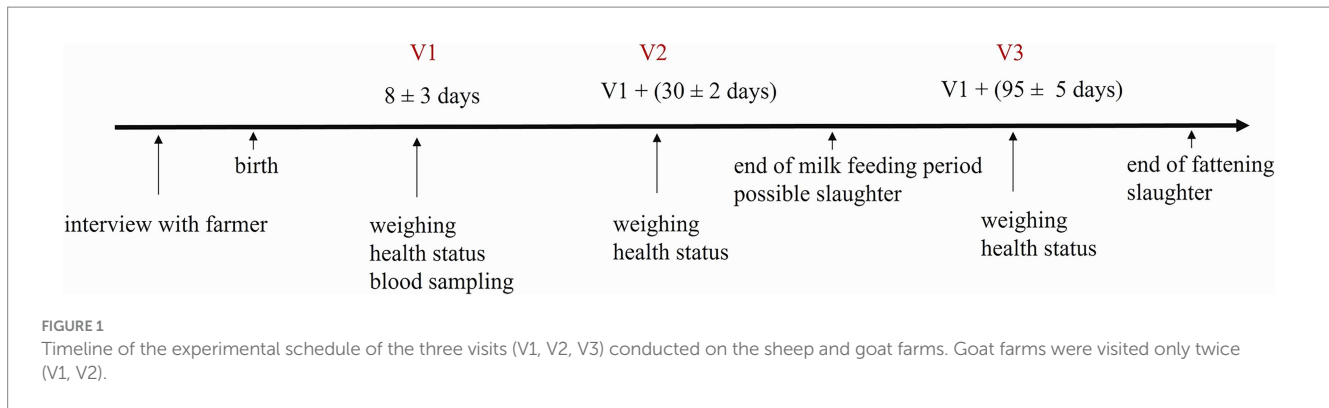 V1
V2
V3
8 ± 3 days
V1 + (30 ± 2 days)
V1 + (95 ± 5 days)
birth
end of milk feeding period
possible slaughter
end of fattening
slaughter
interview with farmer
weighing
health status
blood sampling
weighing
health status
weighing
health status
FIGURE 1
Timeline of the experimental schedule of the three visits (V1, V2, V3) conducted on the sheep and goat farms. Goat farms were visited only twice
(V1, V2).